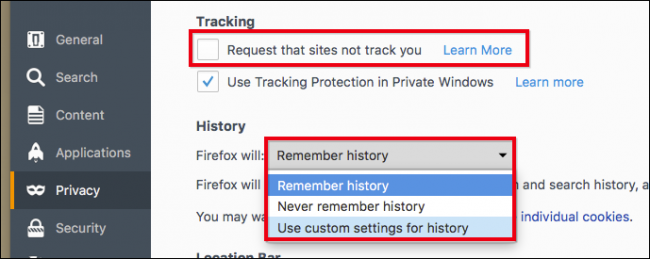 General
Search
Content
Applications
Privacy
Security
Tracking
Request that sites not track you Learn More
Use Tracking Protection in Private Windows Learn more
History
Firefox will: Remember history
Remember history
Never remember history
Use custom settings for history
Firefox will and search history, a
You may wa individual cookies.
Location Bar